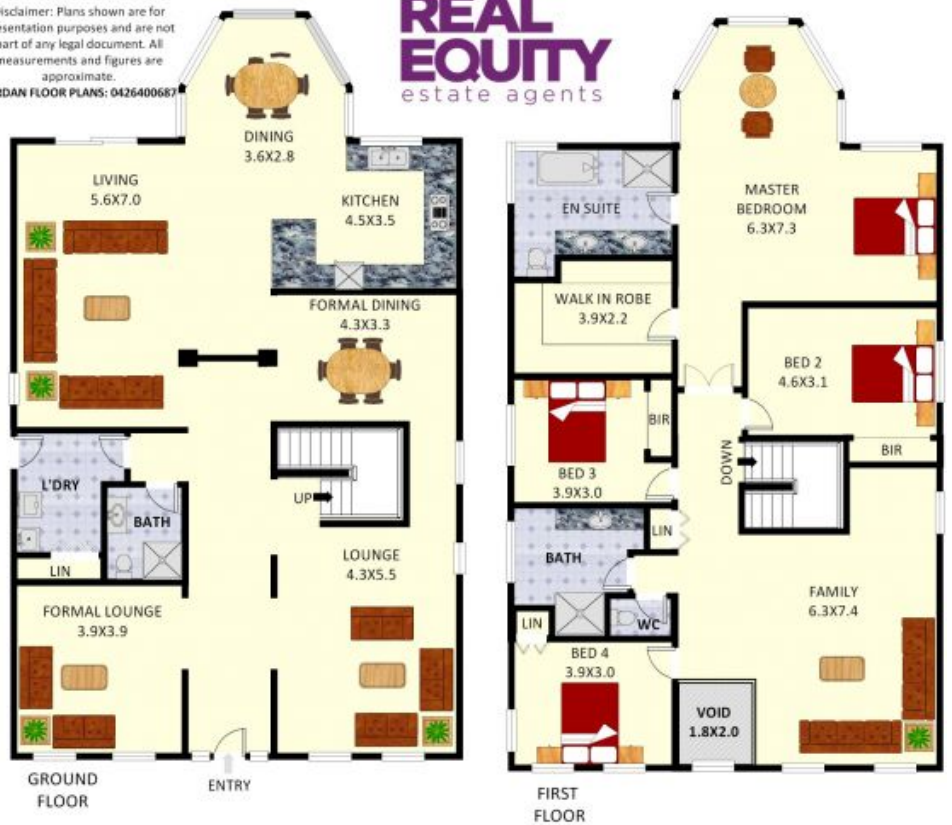 Disclaimer: Plans shown are for
presentation purposes and are not
part of any legal document. All
measurements and figures are
approximate.
RDAN FLOOR PLANS: 0426400687
REAL
EQUITY
estate agents
DINING
3.6X2.8
LIVING
5.6X7.0
KITCHEN
4.5X3.5
FORMAL DINING
4.3X3.3
L'DRY
BATH
UP
LIN
LOUNGE
4.3X5.5
FORMAL LOUNGE
3.9X3.9
GROUND
FLOOR
ENTRY
EN SUITE
MASTER
BEDROOM
6.3X7.3
WALK IN ROBE
3.9X2.2
BED 2
4.6X3.1
BIR
BIR
BED 3
3.9X3.0
DOWN
LIN
BATH
FAMILY
6.3X7.4
LIN
WC
BED 4
3.9X3.0
VOID
1.8X2.0
FIRST
FLOOR